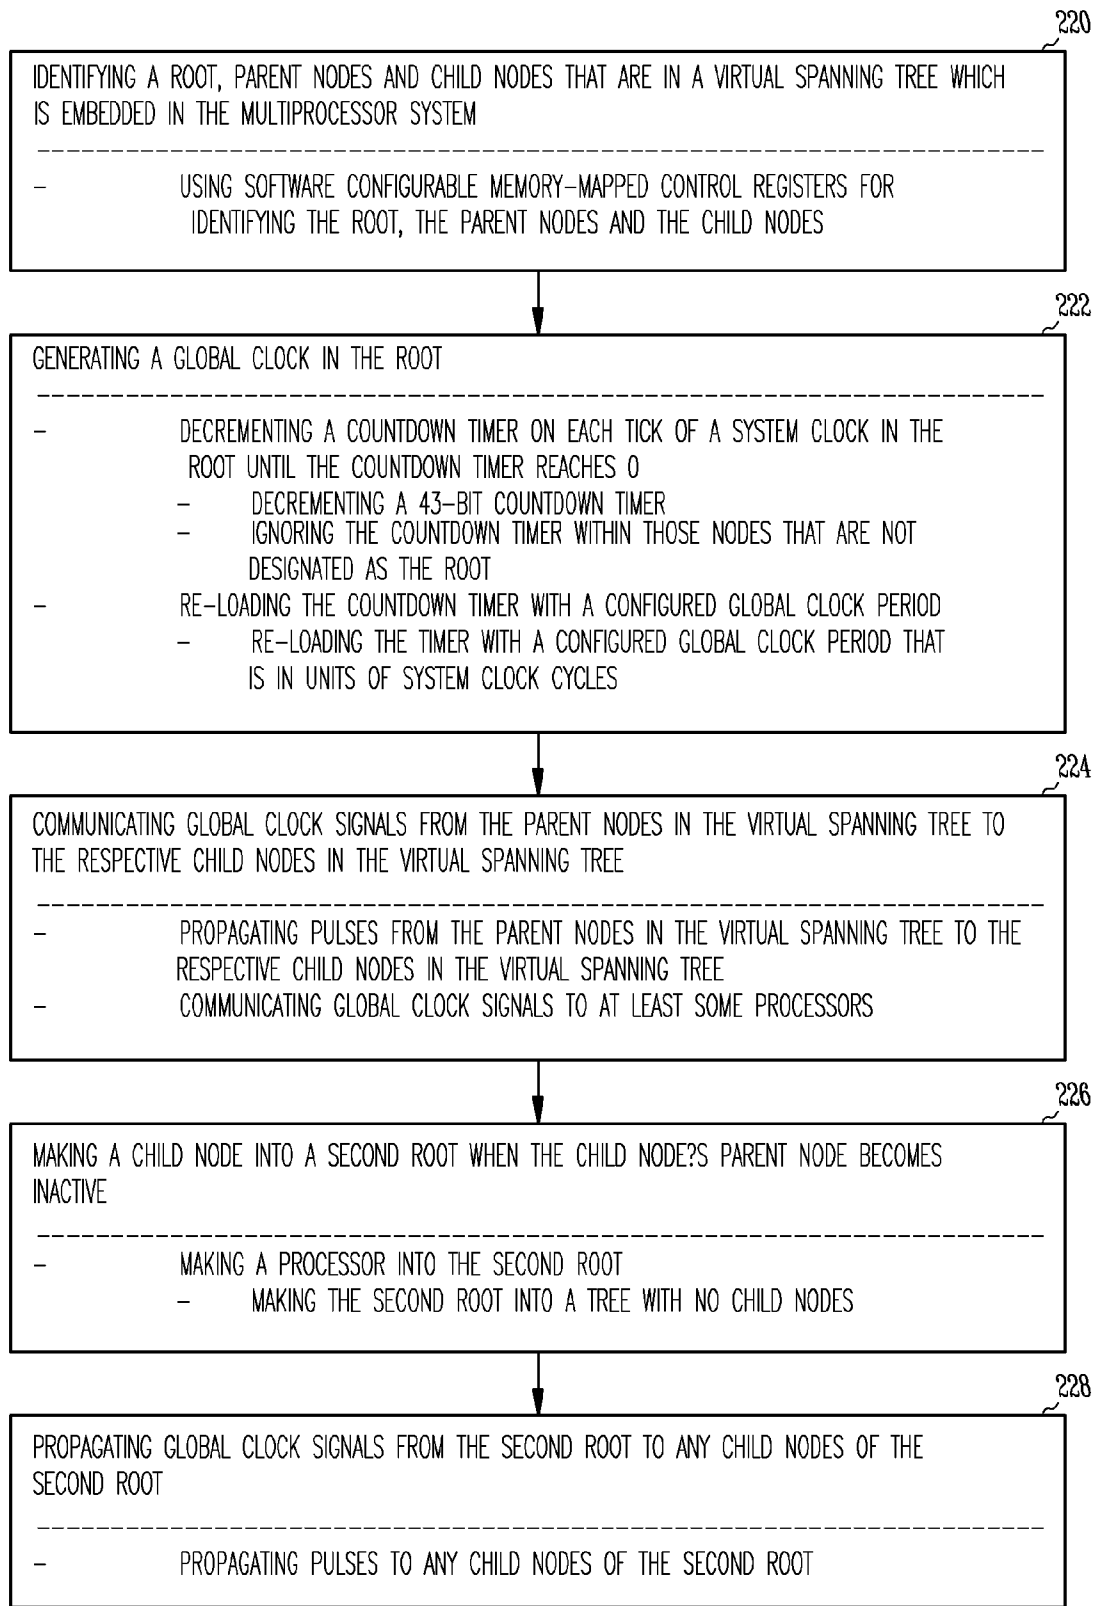 220
IDENTIFYING A ROOT, PARENT NODES AND CHILD NODES THAT ARE IN A VIRTUAL SPANNING TREE WHICH
IS EMBEDDED IN THE MULTIPROCESSOR SYSTEM
- USING SOFTWARE CONFIGURABLE MEMORY-MAPPED CONTROL REGISTERS FOR
IDENTIFYING THE ROOT, THE PARENT NODES AND THE CHILD NODES
222
GENERATING A GLOBAL CLOCK IN THE ROOT
- DECREMENTING A COUNTDOWN TIMER ON EACH TICK OF A SYSTEM CLOCK IN THE
ROOT UNTIL THE COUNTDOWN TIMER REACHES 0
- DECREMENTING A 43-BIT COUNTDOWN TIMER
- IGNORING THE COUNTDOWN TIMER WITHIN THOSE NODES THAT ARE NOT
DESIGNATED AS THE ROOT
- RE-LOADING THE COUNTDOWN TIMER WITH A CONFIGURED GLOBAL CLOCK PERIOD
- RE-LOADING THE TIMER WITH A CONFIGURED GLOBAL CLOCK PERIOD THAT
IS IN UNITS OF SYSTEM CLOCK CYCLES
224
COMMUNICATING GLOBAL CLOCK SIGNALS FROM THE PARENT NODES IN THE VIRTUAL SPANNING TREE TO
THE RESPECTIVE CHILD NODES IN THE VIRTUAL SPANNING TREE
- PROPAGATING PULSES FROM THE PARENT NODES IN THE VIRTUAL SPANNING TREE TO THE
RESPECTIVE CHILD NODES IN THE VIRTUAL SPANNING TREE
- COMMUNICATING GLOBAL CLOCK SIGNALS TO AT LEAST SOME PROCESSORS
226
MAKING A CHILD NODE INTO A SECOND ROOT WHEN THE CHILD NODE?S PARENT NODE BECOMES
INACTIVE
- MAKING A PROCESSOR INTO THE SECOND ROOT
- MAKING THE SECOND ROOT INTO A TREE WITH NO CHILD NODES
228
PROPAGATING GLOBAL CLOCK SIGNALS FROM THE SECOND ROOT TO ANY CHILD NODES OF THE
SECOND ROOT
- PROPAGATING PULSES TO ANY CHILD NODES OF THE SECOND ROOT